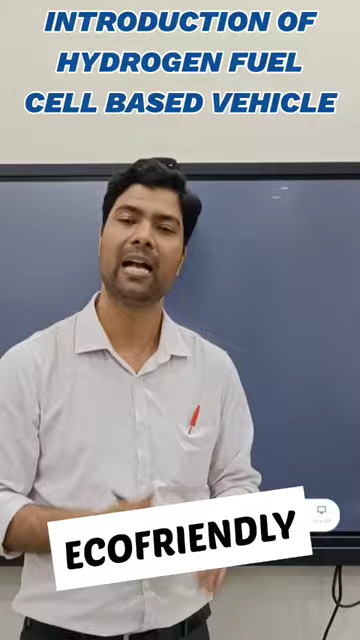 INTRODUCTION OF
HYDROGEN FUEL
CELL BASED VEHICLE
ECOFRIENDLY